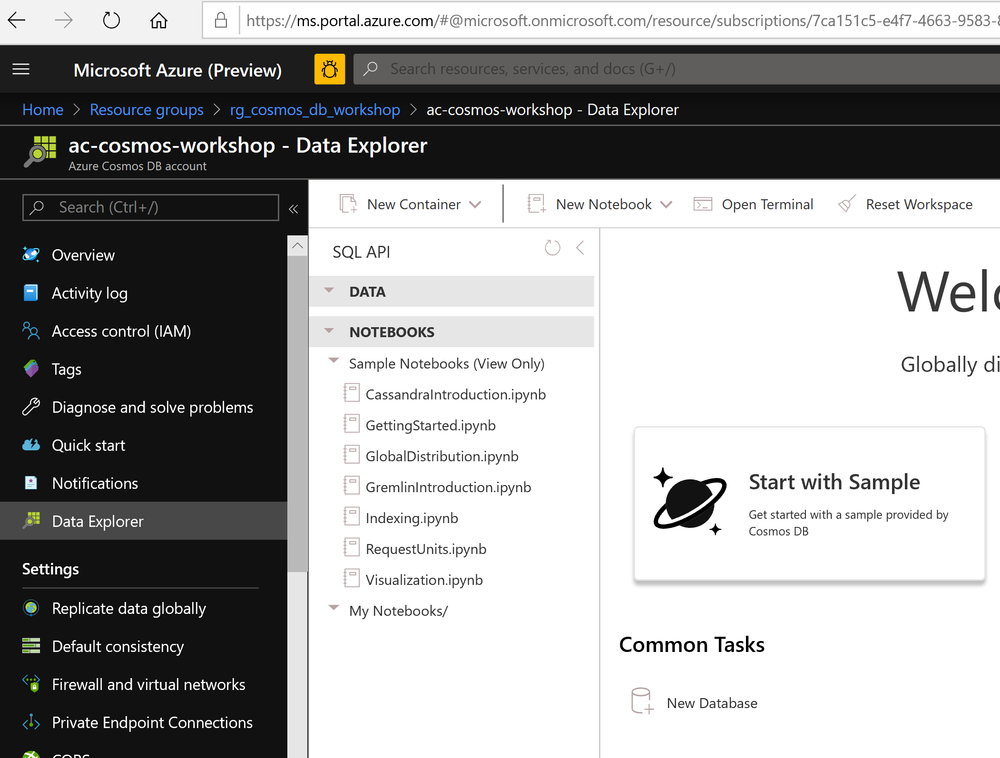 https://ms.portal.azure.com/#@microsoft.onmicrosoft.com/resource/subscriptions/7ca151c5-e4f7-4663-9583-
Microsoft Azure (Preview)
Search resources, services, and docs (G+/)
Home > Resource groups > rg_cosmos_db_workshop > ac-cosmos-workshop - Data Explorer
ac-cosmos-workshop - Data Explorer
Azure Cosmos DB account
Search (Ctrl+/)
«
Overview
Activity log
Access control (IAM)
Tags
Diagnose and solve problems
Quick start
Notifications
Data Explorer
Settings
Replicate data globally
Default consistency
Firewall and virtual networks
Private Endpoint Connections
CORS
New Container
New Notebook
Open Terminal
Reset Workspace
SQL API
DATA
NOTEBOOKS
Sample Notebooks (View Only)
CassandraIntroduction.ipynb
GettingStarted.ipynb
GlobalDistribution.ipynb
GremlinIntroduction.ipynb
Indexing.ipynb
RequestUnits.ipynb
Visualization.ipynb
My Notebooks/
Welc
Globally di
Start with Sample
Get started with a sample provided by
Cosmos DB
Common Tasks
New Database